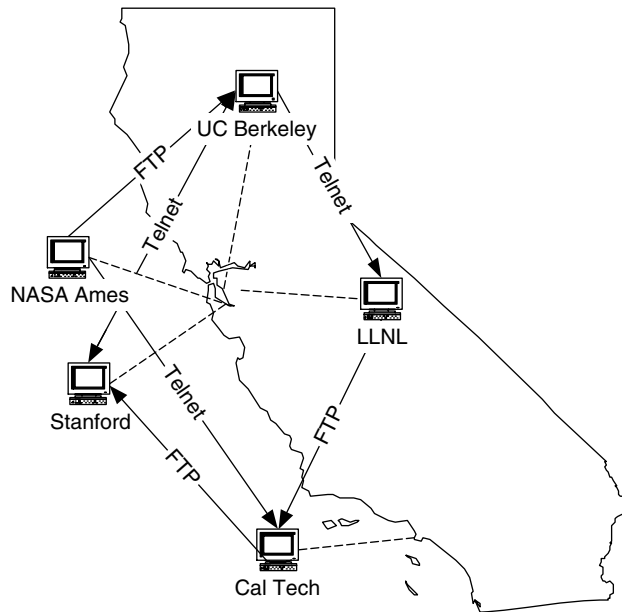 UC Berkeley
FTP
Telnet
Telnet
NASA Ames
LLNL
Stanford
Telnet
FTP
FTP
Cal Tech